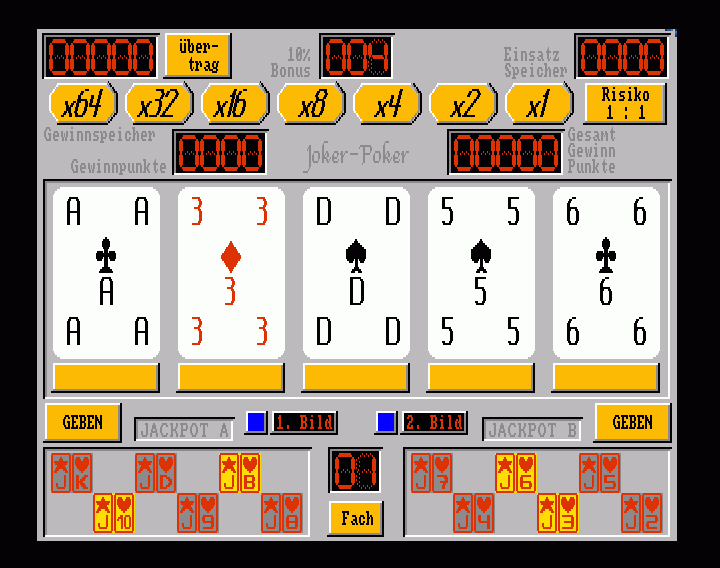 00000 über-
trag 10%
Bonus 004 Einsatz
Speicher 0000
x64 x32 x16 x8 x4 x2 x1 Risiko
1 : 1
Gewinnspeicher
Gewinnpunkte 0000 Joker-Poker 00000 Gesamt
Gewinn
Punkte
A A 3 3 D D 5 5 6 6
A 3 D 5 6
A A 3 3 D D 5 5 6 6
GEBEN JACKPOT A 1. Bild 2. Bild JACKPOT B GEBEN
J K J D J B 01 J 7 J 6 J 5
J 10 J 9 J 8 Fach J 4 J 3 J 2